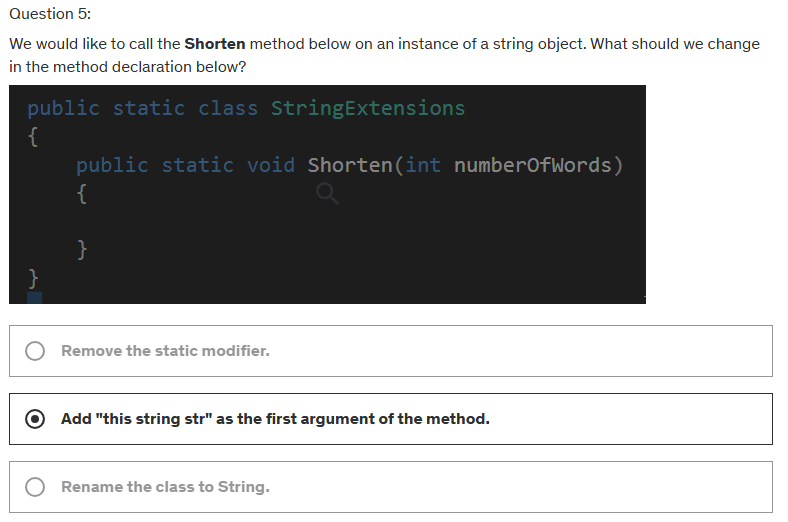 Question 5:
We would like to call the Shorten method below on an instance of a string object. What should we change
in the method declaration below?
public static class StringExtensions
{
public static void Shorten(int numberOfWords)
{
}
}
Remove the static modifier.
Add "this string str" as the first argument of the method.
Rename the class to String.